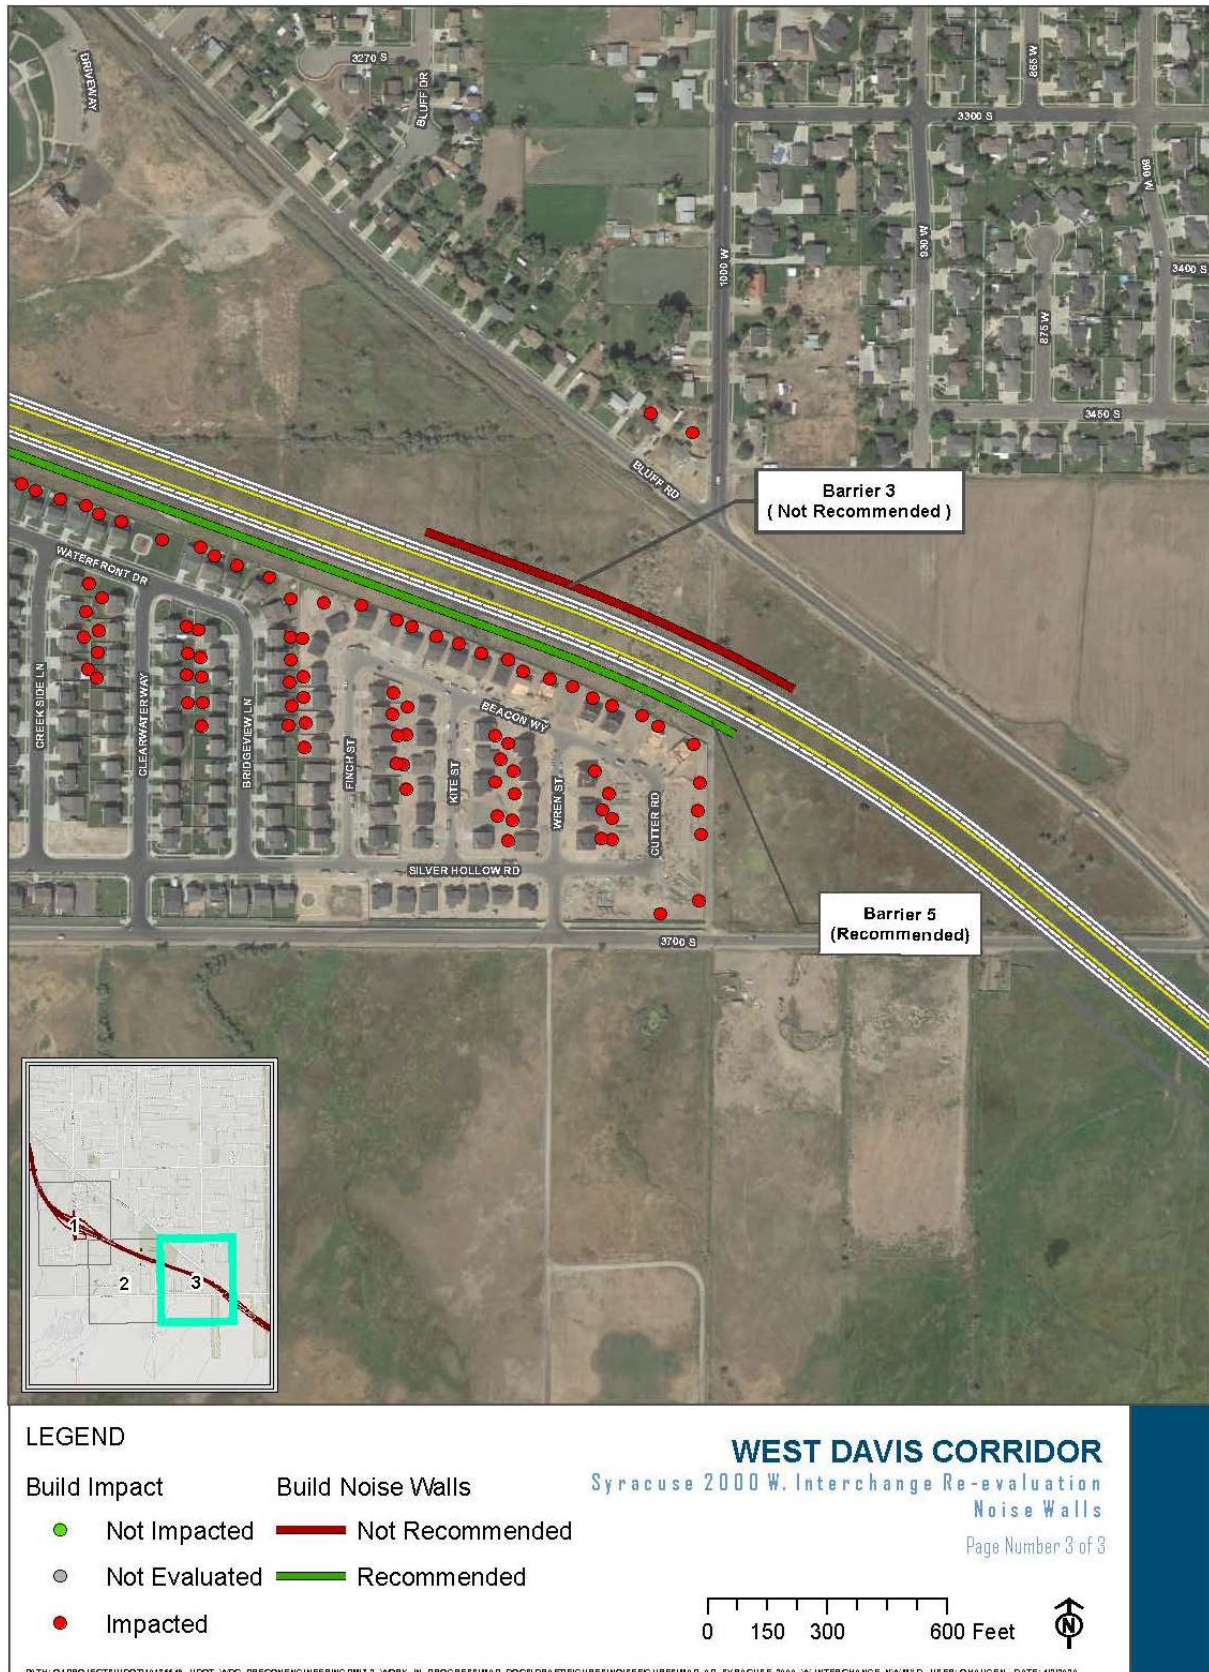 DRIVEWAY
3270 S
BLUFF DR
865 W
3300 S
800 W
1000 W
930 W
3400 S
875 W
3450 S
BLUFF RD
Barrier 3
( Not Recommended )
WATERFRONT DR
CREEK SIDE LN
CLEARWATER WAY
BRIDGEVIEW LN
FINCH ST
KITE ST
BEACON WY
WREN ST
CUTTER RD
SILVER HOLLOW RD
Barrier 5
(Recommended)
3700 S
1
2
3
LEGEND
Build Impact
Build Noise Walls
Not Impacted
Not Recommended
Not Evaluated
Recommended
Impacted
WEST DAVIS CORRIDOR
Syracuse 2000 W. Interchange Re-evaluation
Noise Walls
Page Number 3 of 3
0 150 300 600 Feet
N